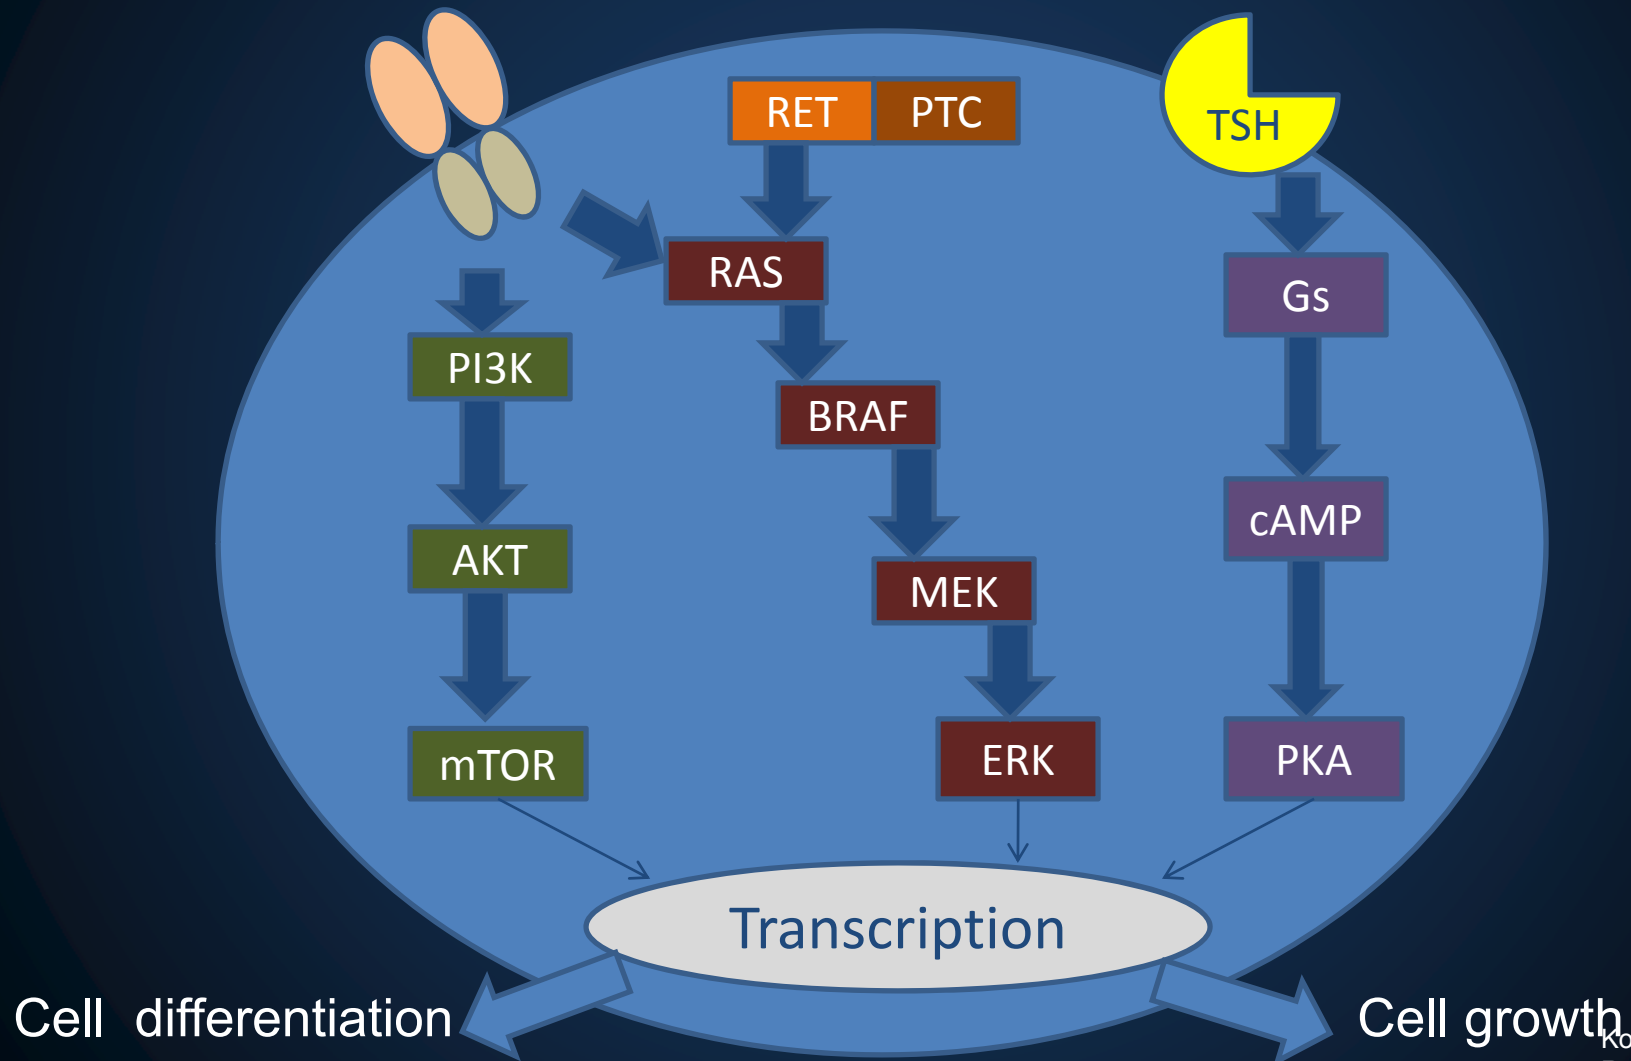 RET PTC
TSH
RAS
Gs
PI3K
BRAF
cAMP
AKT
MEK
mTOR
ERK
PKA
Transcription
Cell differentiation
Cell growth